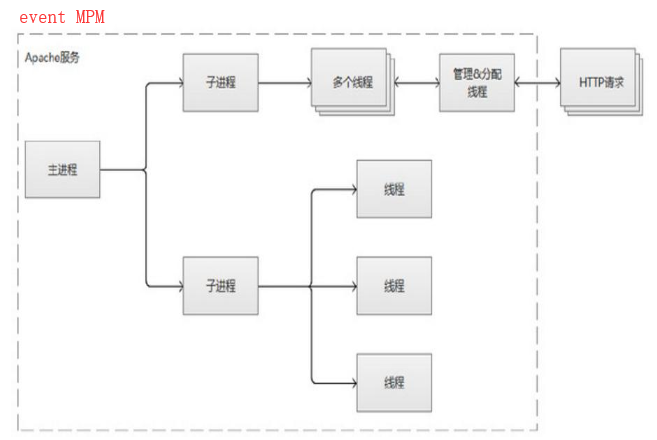 event MPM
Apache服务
子进程
多个线程
管理&分配
线程
HTTP请求
主进程
线程
子进程
线程
线程